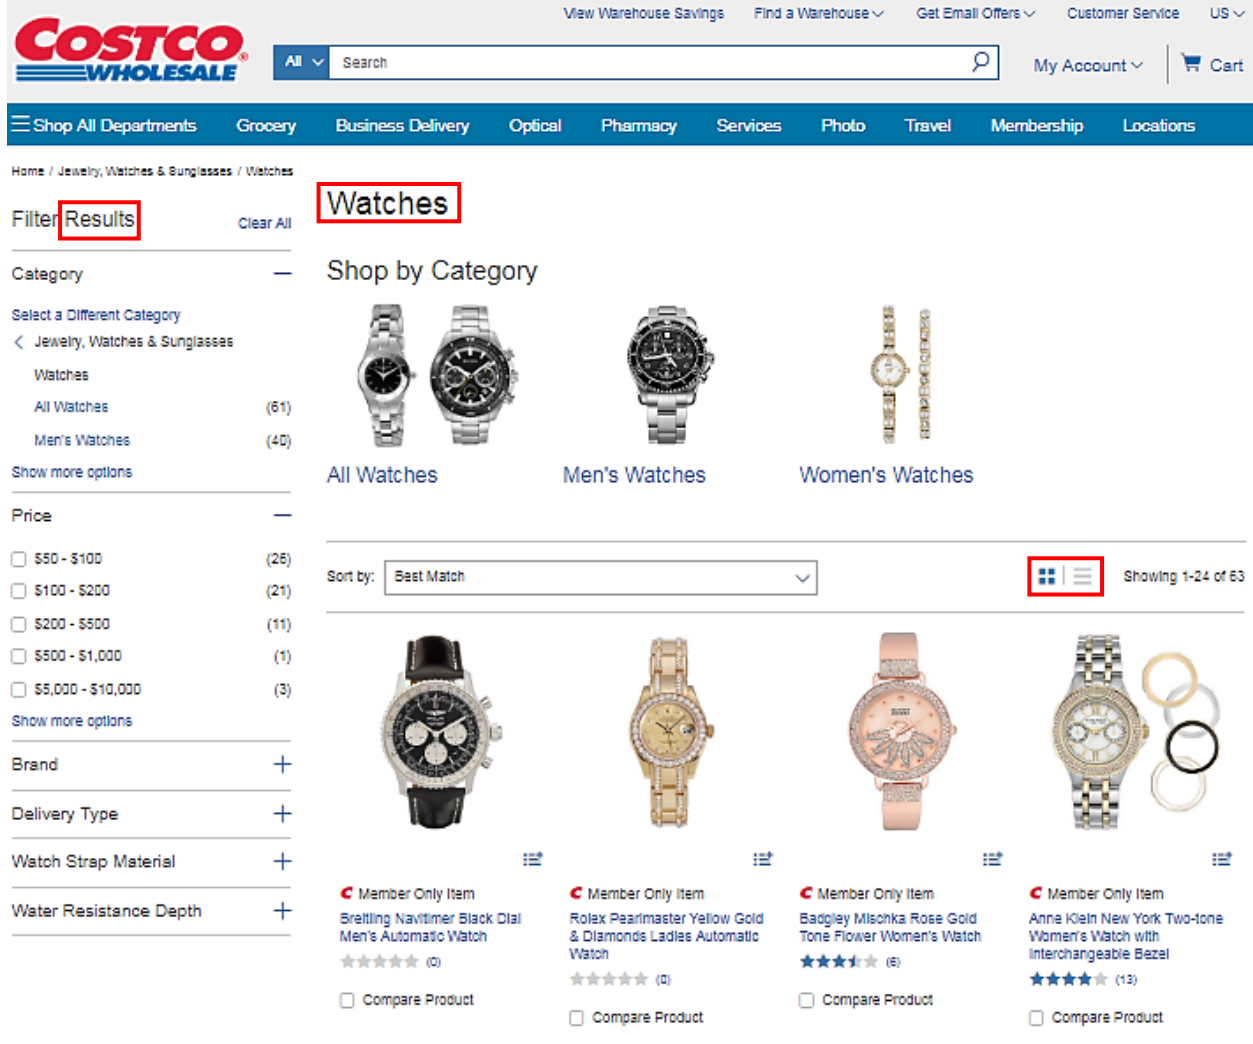 View Warehouse Savings Find a Warehouse Get Email Offers Customer Service US
COSTCO
WHOLESALE
All Search My Account Cart
Shop All Departments Grocery Business Delivery Optical Pharmacy Services Photo Travel Membership Locations
Home / Jewelry, Watches & Sunglasses / Watches
Filter Results Clear All
Category
Select a Different Category
Jewelry, Watches & Sunglasses
Watches
All Watches (61)
Men's Watches (40)
Show more options
Price
$50 - $100 (26)
$100 - $200 (21)
$200 - $500 (11)
$500 - $1,000 (1)
$5,000 - $10,000 (3)
Show more options
Brand
Delivery Type
Watch Strap Material
Water Resistance Depth
Watches
Shop by Category
All Watches
Men's Watches
Women's Watches
Sort by: Best Match Showing 1-24 of 63
Member Only Item
Breitling Navitimer Black Dial
Men's Automatic Watch
(0)
Compare Product
Member Only Item
Rolex Pearlmaster Yellow Gold
& Diamonds Ladies Automatic
Watch
(0)
Compare Product
Member Only Item
Badgley Mischka Rose Gold
Tone Flower Women's Watch
(6)
Compare Product
Member Only Item
Anne Klein New York Two-tone
Women's Watch with
Interchangeable Bezel
(13)
Compare Product